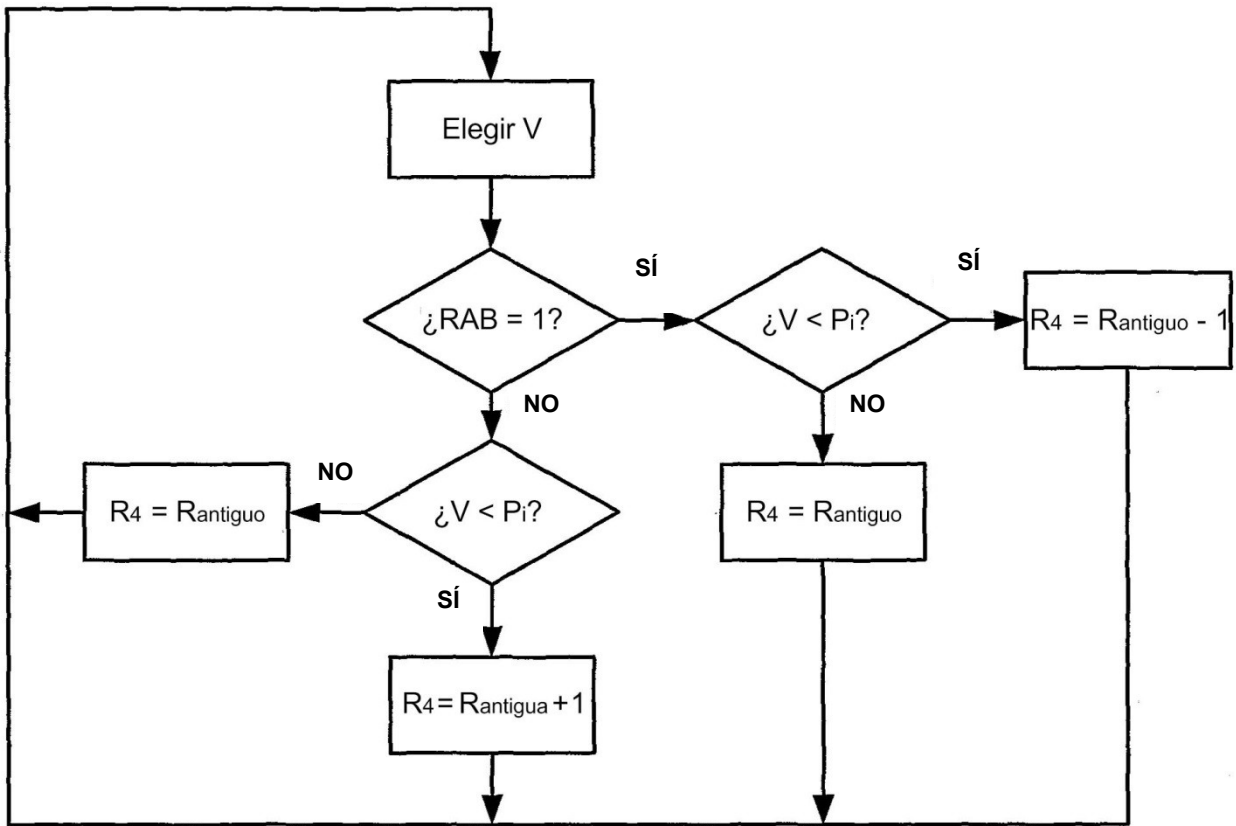 Elegir V
¿RAB = 1?
SÍ
¿V < Pi?
SÍ
R4 = Rantiguo - 1
NO
NO
R4 = Rantiguo
NO
¿V < Pi?
R4 = Rantiguo
SÍ
R4 = Rantigua + 1